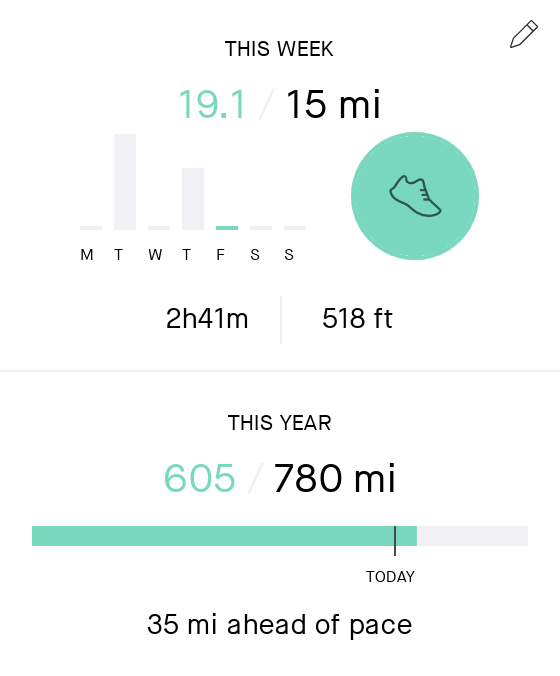 THIS WEEK
19.1 / 15 mi
M T W T F S S
2h41m 518 ft
THIS YEAR
605 / 780 mi
TODAY
35 mi ahead of pace